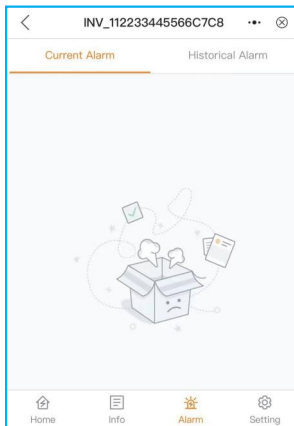 INV_112233445566C7C8
Current Alarm Historical Alarm
Home Info Alarm Setting